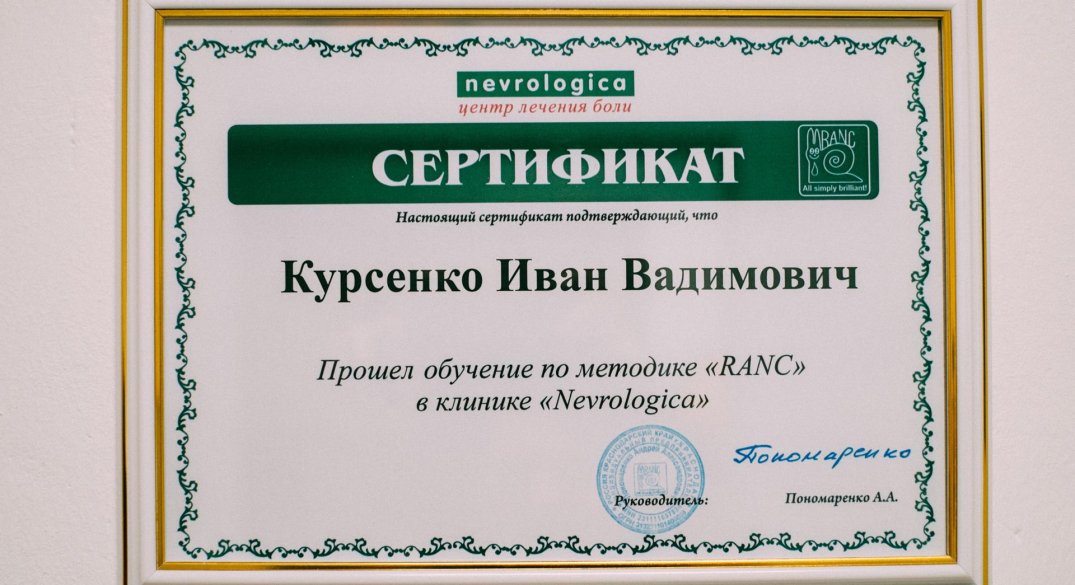 nevrologica
центр лечения боли
СЕРТИФИКАТ
MRANC
All simply brilliant!
Настоящий сертификат подтверждающий, что
Курсенко Иван Вадимович
Прошел обучение по методике «RANC»
в клинике «Nevrologica»
Пономаренко
Руководитель:
Пономаренко А.А.